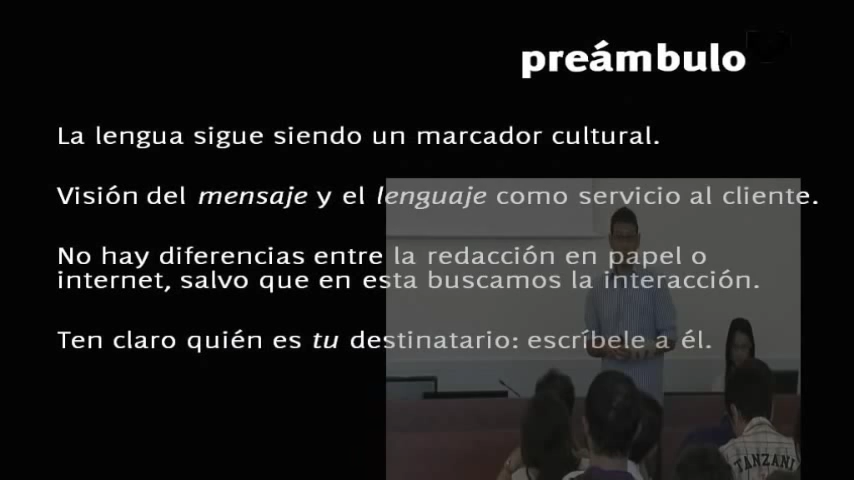 preámbulo
La lengua sigue siendo un marcador cultural.
Visión del mensaje y el lenguaje como servicio al cliente.
No hay diferencias entre la redacción en papel o
internet, salvo que en esta buscamos la interacción.
Ten claro quién es tu destinatario: escríbele a él.
TANZANI